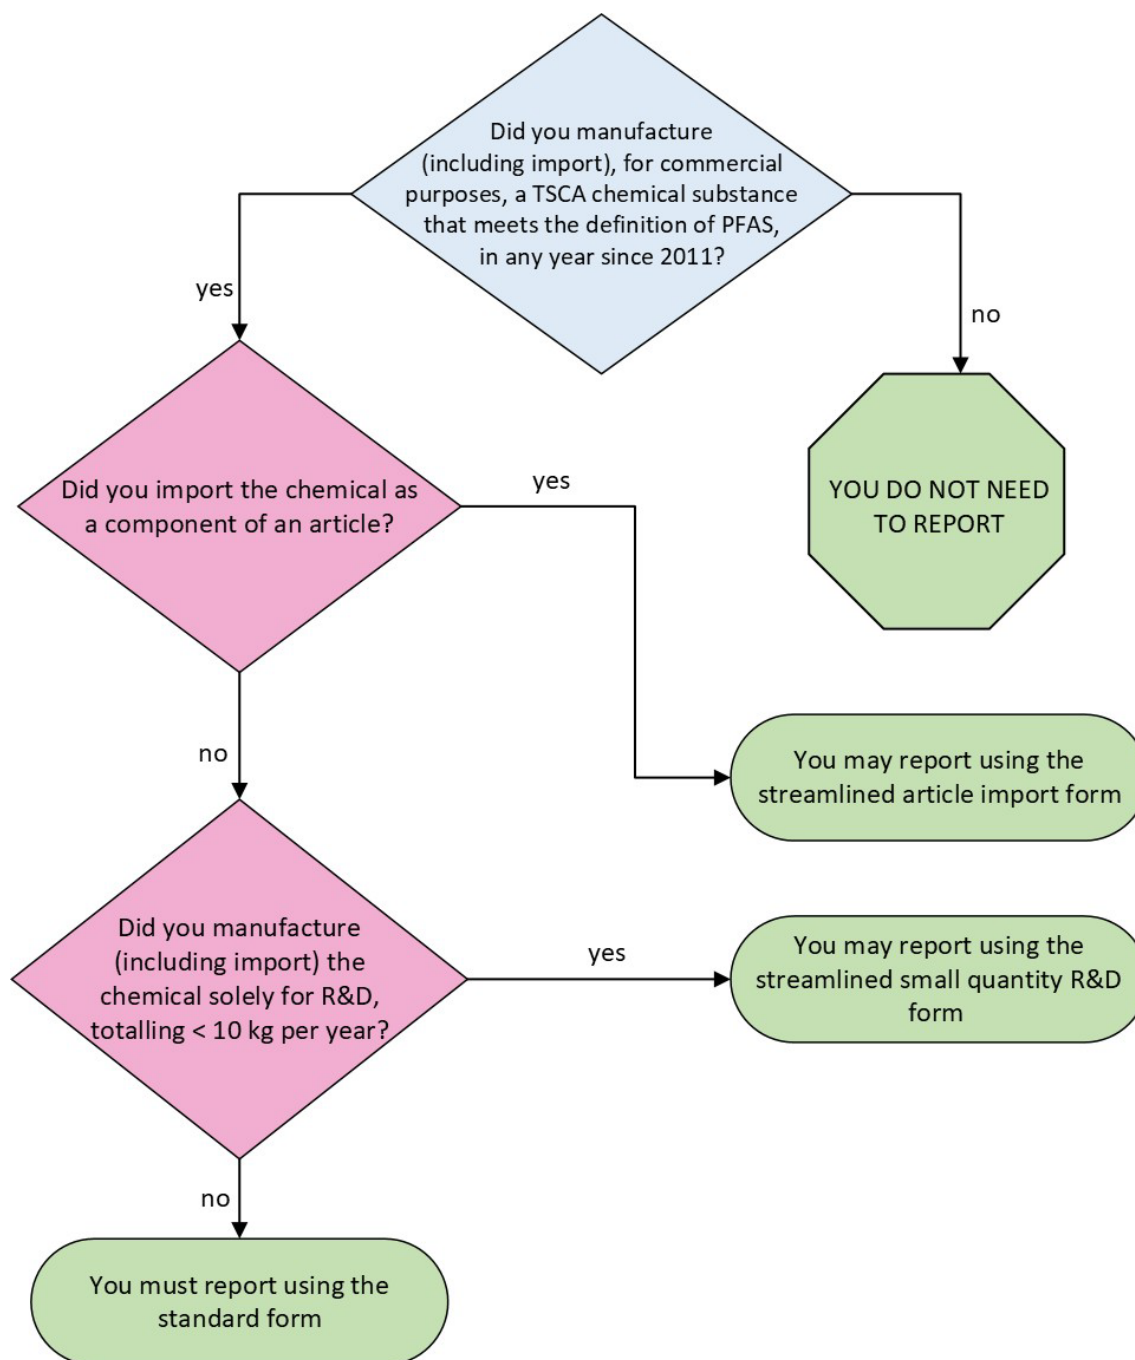 Did you manufacture
(including import), for commercial
purposes, a TSCA chemical substance
that meets the definition of PFAS,
in any year since 2011?
yes
no
Did you import the chemical as
a component of an article?
yes
YOU DO NOT NEED
TO REPORT
no
You may report using the
streamlined article import form
Did you manufacture
(including import) the
chemical solely for R&D,
totalling < 10 kg per year?
yes
You may report using the
streamlined small quantity R&D
form
no
You must report using the
standard form